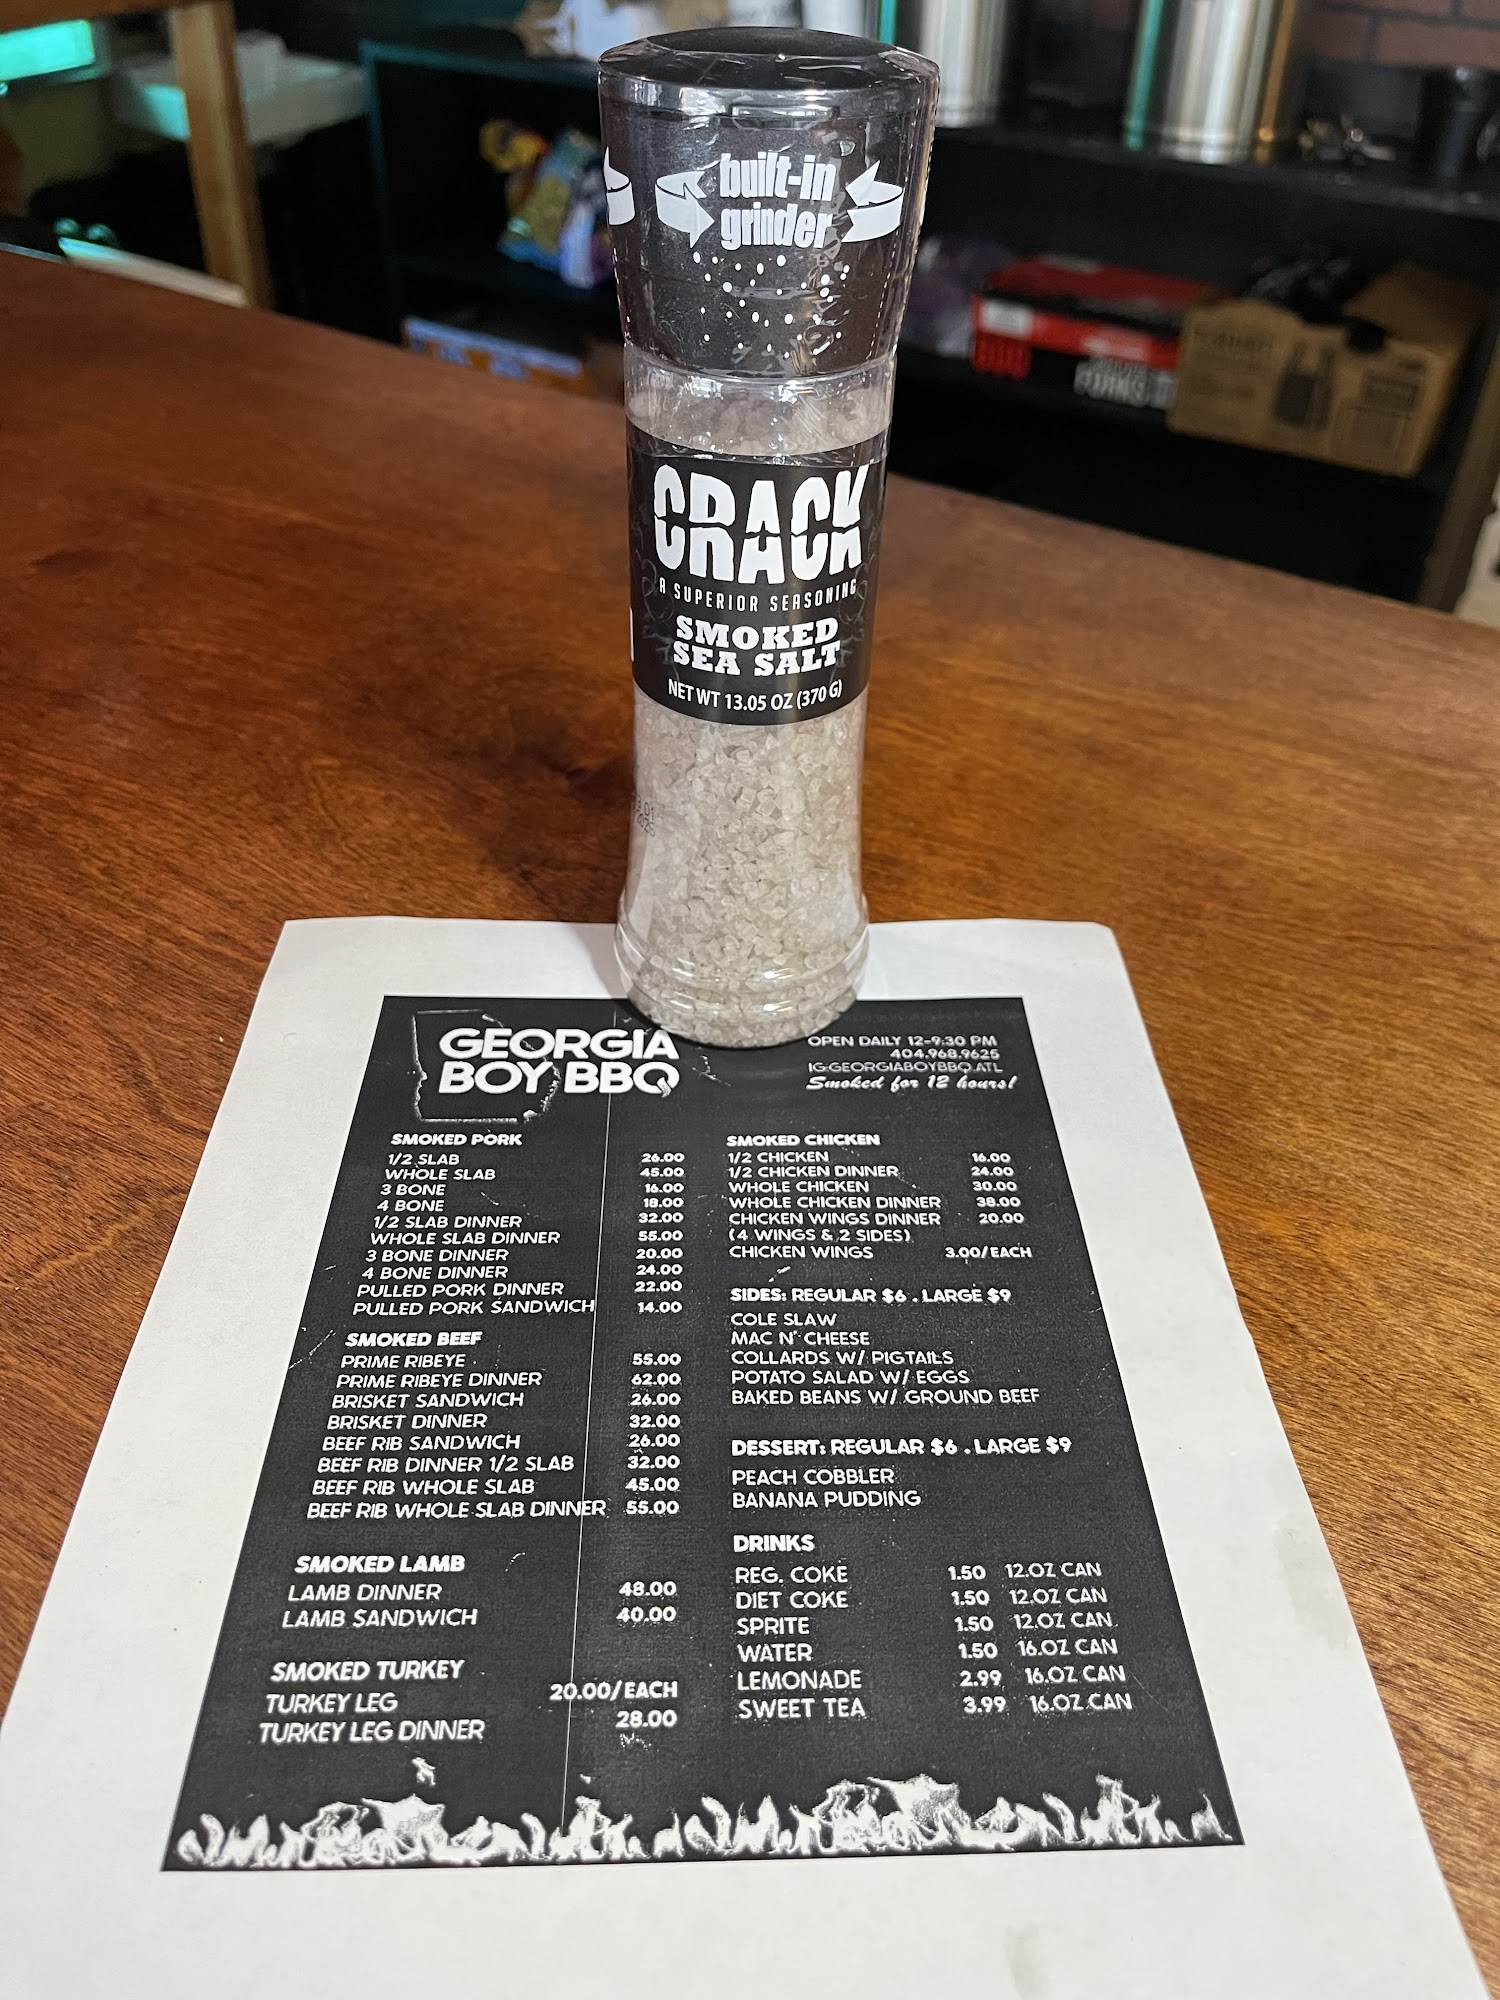 built-in
grinder
CRACK
A SUPERIOR SEASONING
SMOKED
SEA SALT
NET WT 13.05 OZ (370 G)
GEORGIA
BOY BBQ
OPEN DAILY 12-9:30 PM
404.968.9625
IG:GEORGIABOYBBQ.ATL
Smoked for 12 hours!
SMOKED PORK
1/2 SLAB 26.00
WHOLE SLAB 45.00
3 BONE 16.00
4 BONE 18.00
1/2 SLAB DINNER 32.00
WHOLE SLAB DINNER 55.00
3 BONE DINNER 20.00
4 BONE DINNER 24.00
PULLED PORK DINNER 22.00
PULLED PORK SANDWICH 14.00
SMOKED BEEF
PRIME RIBEYE 55.00
PRIME RIBEYE DINNER 62.00
BRISKET SANDWICH 26.00
BRISKET DINNER 32.00
BEEF RIB SANDWICH 26.00
BEEF RIB DINNER 1/2 SLAB 32.00
BEEF RIB WHOLE SLAB 45.00
BEEF RIB WHOLE SLAB DINNER 55.00
SMOKED LAMB
LAMB DINNER 48.00
LAMB SANDWICH 40.00
SMOKED TURKEY
TURKEY LEG 20.00/EACH
TURKEY LEG DINNER 28.00
SMOKED CHICKEN
1/2 CHICKEN 16.00
1/2 CHICKEN DINNER 24.00
WHOLE CHICKEN 30.00
WHOLE CHICKEN DINNER 38.00
CHICKEN WINGS DINNER 20.00
(4 WINGS & 2 SIDES)
CHICKEN WINGS 3.00/EACH
SIDES: REGULAR $6 . LARGE $9
COLE SLAW
MAC N' CHEESE
COLLARDS W/ PIGTAILS
POTATO SALAD W/ EGGS
BAKED BEANS W/ GROUND BEEF
DESSERT: REGULAR $6 . LARGE $9
PEACH COBBLER
BANANA PUDDING
DRINKS
REG. COKE 1.50 12.OZ CAN
DIET COKE 1.50 12.OZ CAN
SPRITE 1.50 12.OZ CAN
WATER 1.50 16.OZ CAN
LEMONADE 2.99 16.OZ CAN
SWEET TEA 3.99 16.OZ CAN